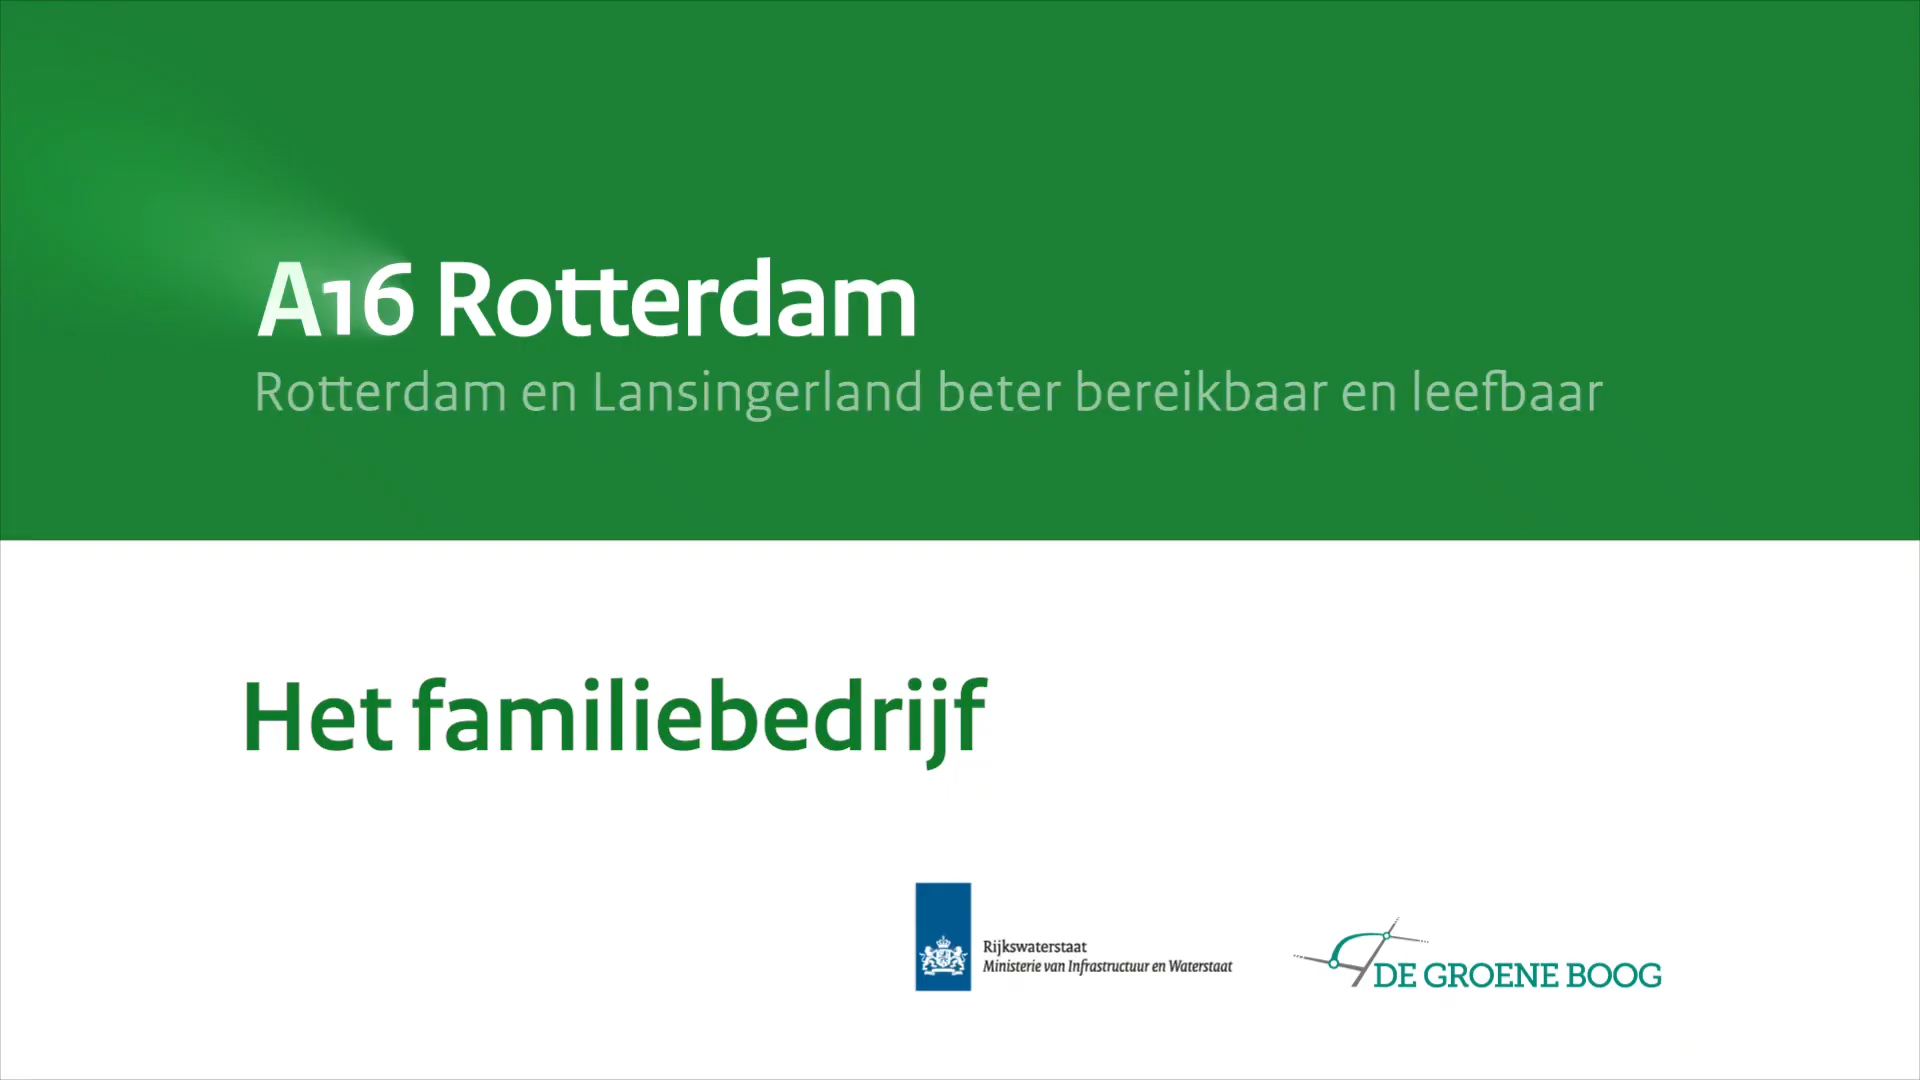 A16 Rotterdam
Rotterdam en Lansingerland beter bereikbaar en leefbaar
Het familiebedrijf
Rijkswaterstaat
Ministerie van Infrastructuur en Waterstaat
DE GROENE BOOG